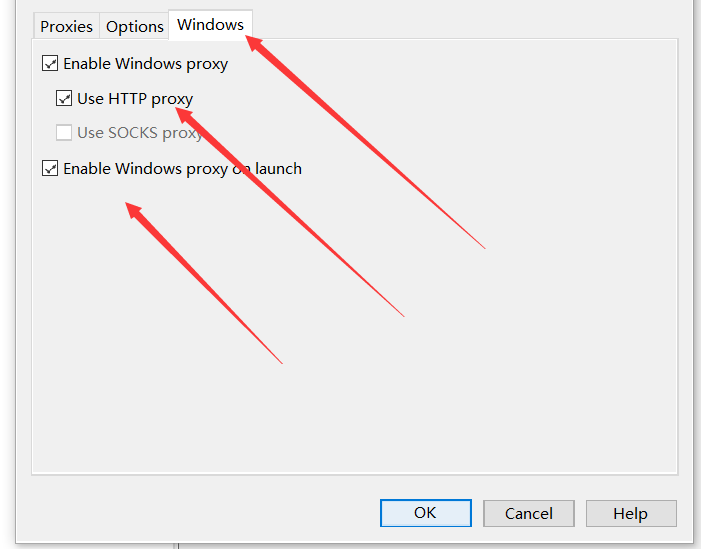 Proxies Options Windows
Enable Windows proxy
Use HTTP proxy
Use SOCKS proxy
Enable Windows proxy on launch
OK Cancel Help